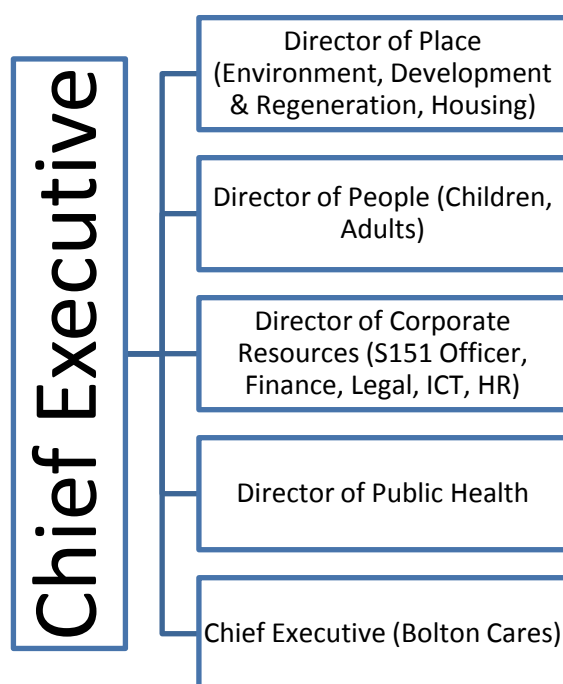 Chief Executive
Director of Place
(Environment, Development
& Regeneration, Housing)
Director of People (Children,
Adults)
Director of Corporate
Resources (S151 Officer,
Finance, Legal, ICT, HR)
Director of Public Health
Chief Executive (Bolton Cares)